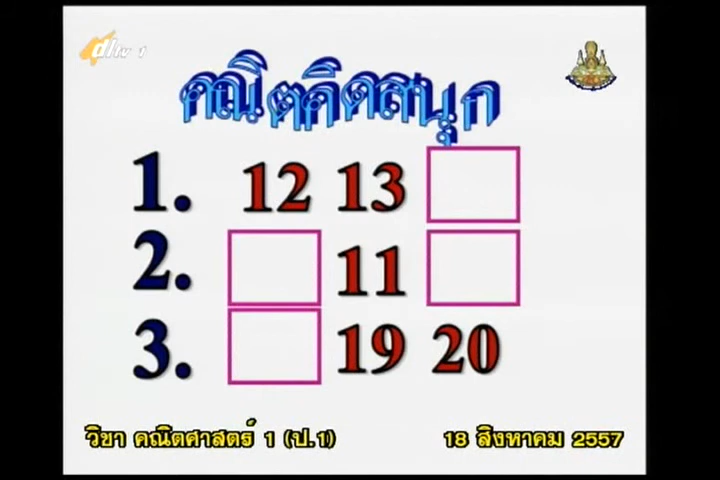 dltv 1
คณิตคิดสนุก
1. 12 13
2. 11
3. 19 20
วิชา คณิตศาสตร์ 1 (ป.1) 18 สิงหาคม 2557